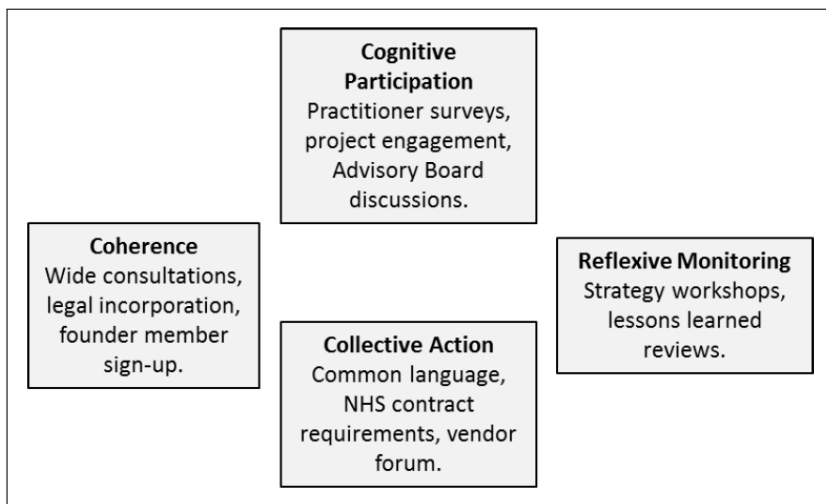 Cognitive
Participation
Practitioner surveys,
project engagement,
Advisory Board
discussions.
Coherence
Wide consultations,
legal incorporation,
founder member
sign-up.
Collective Action
Common language,
NHS contract
requirements, vendor
forum.
Reflexive Monitoring
Strategy workshops,
lessons learned
reviews.